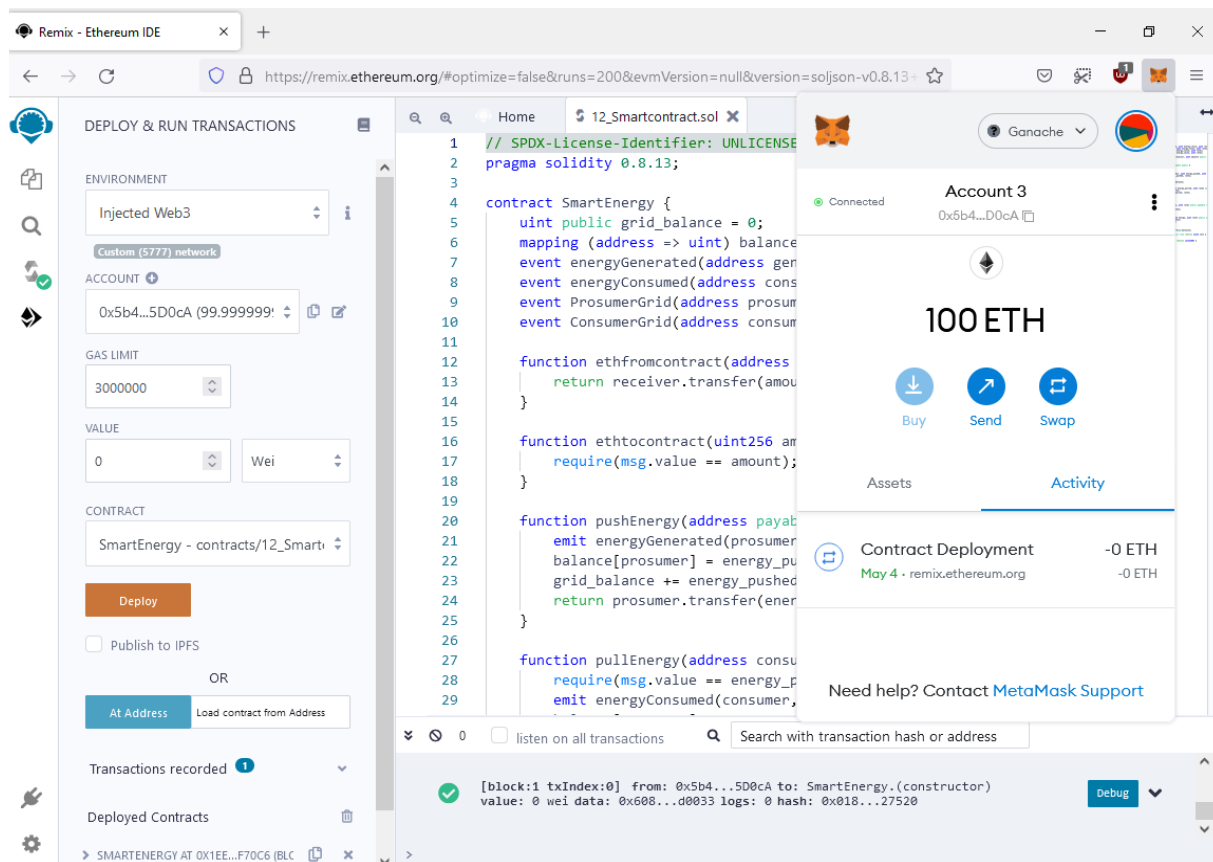 Remix - Ethereum IDE
https://remix.ethereum.org/#optimize=false&runs=200&evmVersion=null&version=soljson-v0.8.13+
1
DEPLOY & RUN TRANSACTIONS
ENVIRONMENT
Injected Web3
i
Custom (5777) network
ACCOUNT
0x5b4...5D0cA (99.9999999
GAS LIMIT
3000000
VALUE
0
Wei
CONTRACT
SmartEnergy - contracts/12_Smart
Deploy
Publish to IPFS
OR
At Address
Load contract from Address
Transactions recorded 1
Deployed Contracts
SMARTENERGY AT 0X1EE...F70C6 (BLC
Home
12_Smartcontract.sol
1 // SPDX-License-Identifier: UNLICENSE
2 pragma solidity 0.8.13;
3
4 contract SmartEnergy {
5 uint public grid_balance = 0;
6 mapping (address => uint) balance
7 event energyGenerated(address gen
8 event energyConsumed(address cons
9 event ProsumerGrid(address prosum
10 event ConsumerGrid(address consum
11
12 function ethfromcontract(address
13 return receiver.transfer(amou
14 }
15
16 function ethtocontract(uint256 am
17 require(msg.value == amount);
18 }
19
20 function pushEnergy(address payab
21 emit energyGenerated(prosumer
22 balance[prosumer] = energy_pu
23 grid_balance += energy_pushed
24 return prosumer.transfer(ener
25 }
26
27 function pullEnergy(address consu
28 require(msg.value == energy_p
29 emit energyConsumed(consumer,
Ganache
Connected
Account 3
0x5b4...D0cA
100 ETH
Buy
Send
Swap
Assets
Activity
Contract Deployment
-0 ETH
May 4 · remix.ethereum.org
-0 ETH
Need help? Contact MetaMask Support
0
listen on all transactions
Search with transaction hash or address
[block:1 txIndex:0] from: 0x5b4...5D0cA to: SmartEnergy.(constructor)
value: 0 wei data: 0x608...d0033 logs: 0 hash: 0x018...27520
Debug
>